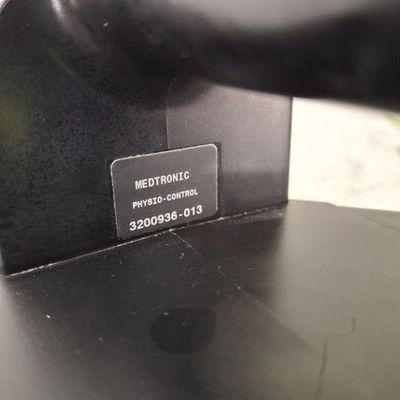 MEDTRONIC
PHYSIO-CONTROL
3200936-013